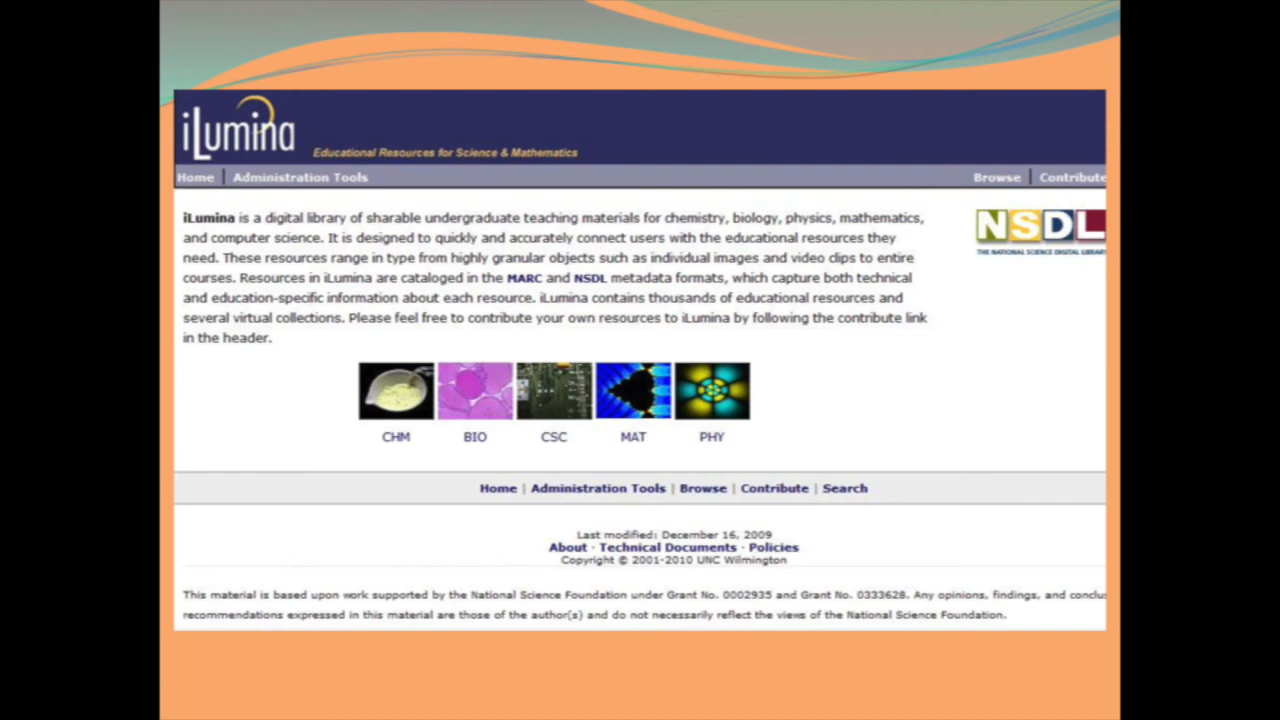 iLumina
Educational Resources for Science & Mathematics
Home | Administration Tools
Browse | Contribute
iLumina is a digital library of sharable undergraduate teaching materials for chemistry, biology, physics, mathematics,
and computer science. It is designed to quickly and accurately connect users with the educational resources they
need. These resources range in type from highly granular objects such as individual images and video clips to entire
courses. Resources in iLumina are cataloged in the MARC and NSDL metadata formats, which capture both technical
and education-specific information about each resource. iLumina contains thousands of educational resources and
several virtual collections. Please feel free to contribute your own resources to iLumina by following the contribute link
in the header.
NSDL
THE NATIONAL SCIENCE DIGITAL LIBRARY
CHM
BIO
CSC
MAT
PHY
Home | Administration Tools | Browse | Contribute | Search
Last modified: December 16, 2009
About · Technical Documents · Policies
Copyright © 2001-2010 UNC Wilmington
This material is based upon work supported by the National Science Foundation under Grant No. 0002935 and Grant No. 0333628. Any opinions, findings, and conclus
recommendations expressed in this material are those of the author(s) and do not necessarily reflect the views of the National Science Foundation.